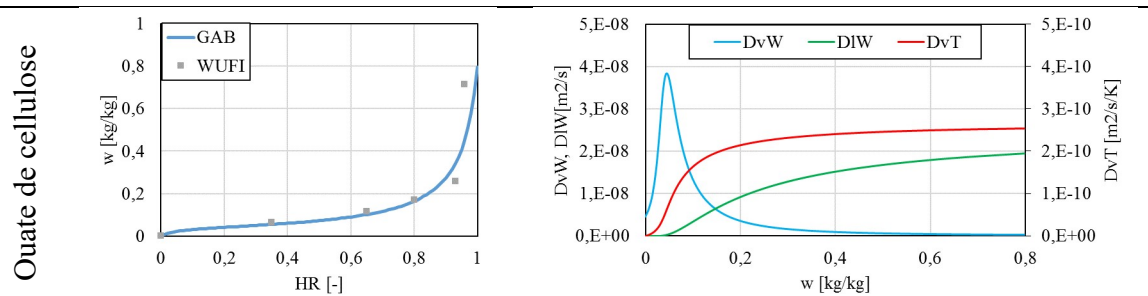 Ouate de cellulose
1
0,8
0,6
0,4
0,2
0
w [kg/kg]
GAB
WUFI
0
0,2
0,4
0,6
0,8
1
HR [-]
5,E-08
4,E-08
3,E-08
2,E-08
1,E-08
0,E+00
DvW, DlW[m2/s]
DvW
DlW
DvT
5,E-10
4,E-10
3,E-10
2,E-10
1,E-10
0,E+00
DvT [m2/s/K]
0
0,2
0,4
0,6
0,8
w [kg/kg]